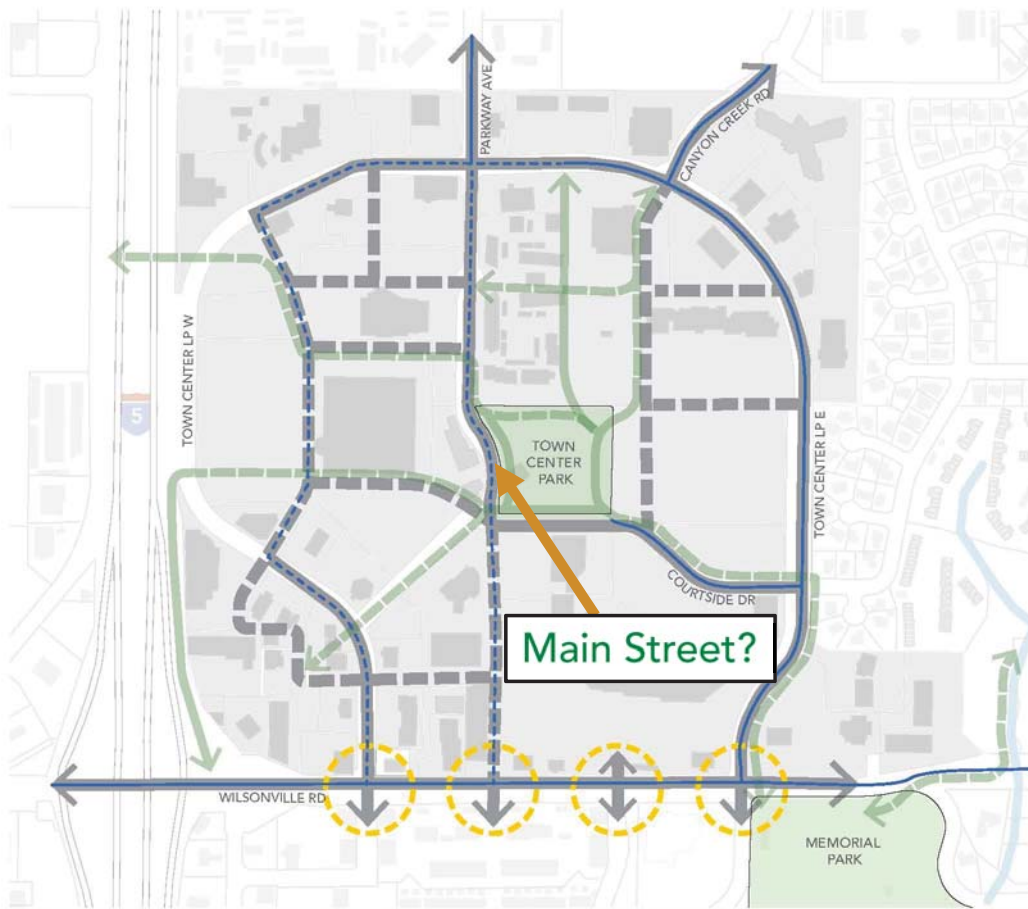 PARKWAY AVE
CANYON CREEK RD
TOWN CENTER LP W
5
TOWN
CENTER
PARK
TOWN CENTER LP E
COURTSIDE DR
Main Street?
WILSONVILLE RD
MEMORIAL
PARK